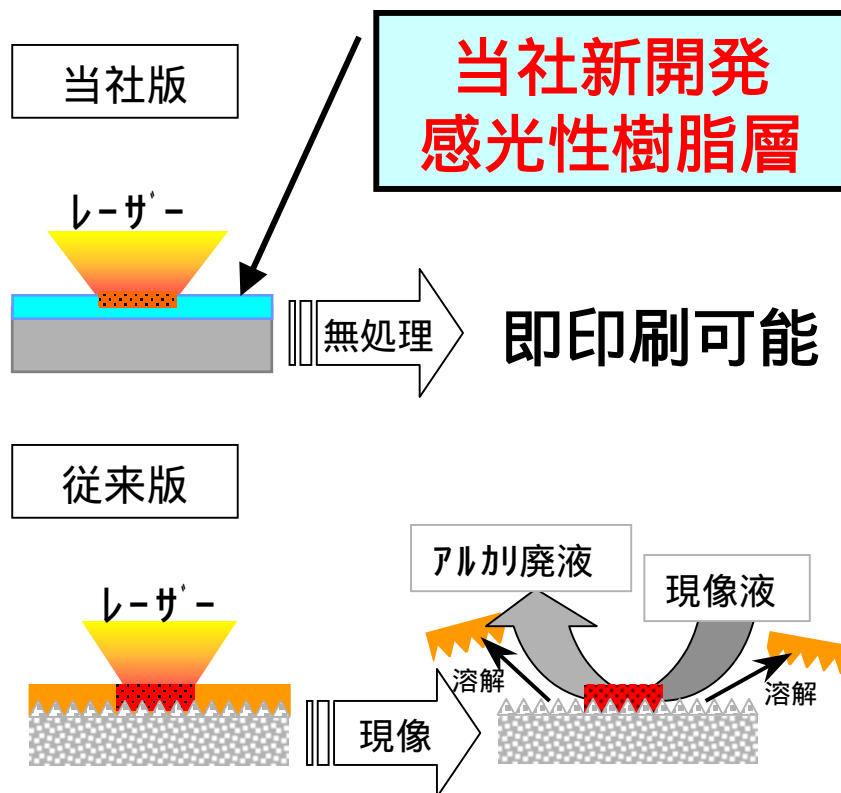 当社版
当社新開発
感光性樹脂層
ﾚｰｻﾞｰ
無処理
即印刷可能
従来版
ﾚｰｻﾞｰ
現像
ｱﾙｶﾘ廃液
現像液
溶解
溶解